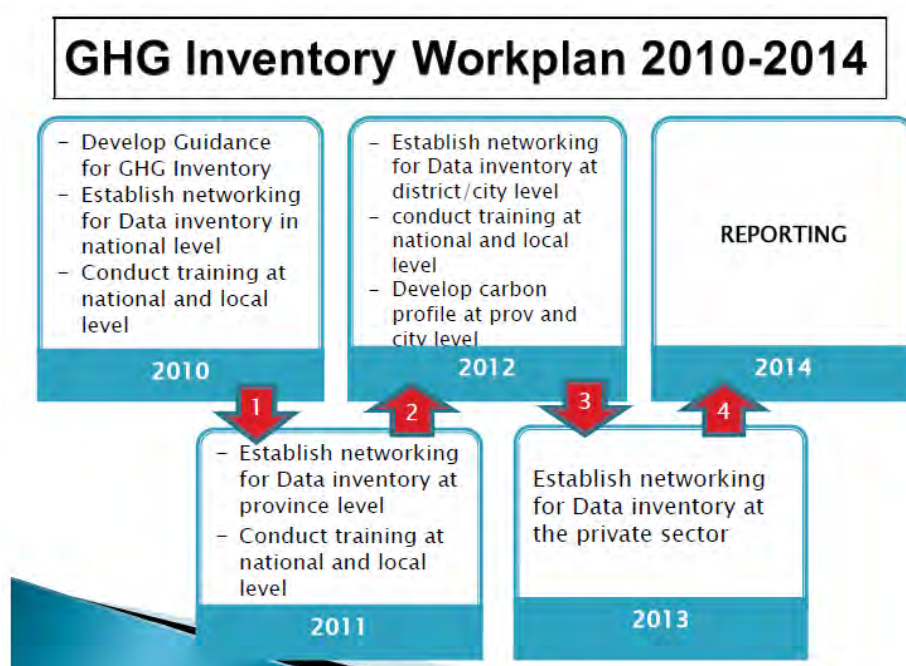 GHG Inventory Workplan 2010-2014
– Develop Guidance
for GHG Inventory
– Establish networking
for Data inventory in
national level
– Conduct training at
national and local
level
2010
1
– Establish networking
for Data inventory at
province level
– Conduct training at
national and local
level
2011
2
– Establish networking
for Data inventory at
district/city level
– conduct training at
national and local
level
– Develop carbon
profile at prov and
city level
2012
3
Establish networking
for Data inventory at
the private sector
2013
4
REPORTING
2014